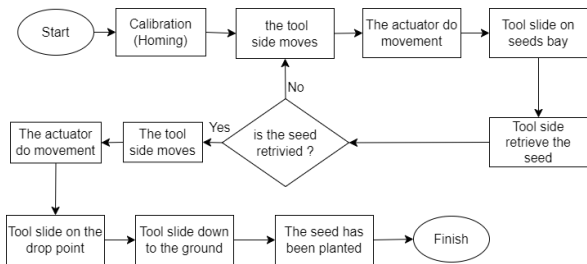 Start
Calibration
(Homing)
the tool
side moves
The actuator do
movement
Tool slide on
seeds bay
No
The actuator
do movement
The tool
side moves
Yes
is the seed
retrivied ?
Tool side
retrieve the
seed
Tool slide on the
drop point
Tool slide down
to the ground
The seed has
been planted
Finish